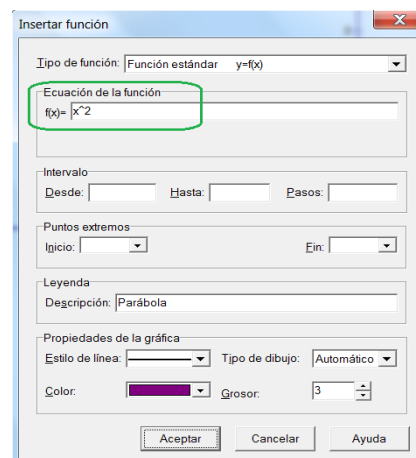 Insertar función
Tipo de función: Función estándar y=f(x)
Ecuación de la función
f(x)= x^2
Intervalo
Desde: Hasta: Pasos:
Puntos extremos
Inicio: Fin:
Leyenda
Descripción: Parábola
Propiedades de la gráfica
Estilo de línea: Tipo de dibujo: Automático
Color: Grosor: 3
Aceptar Cancelar Ayuda